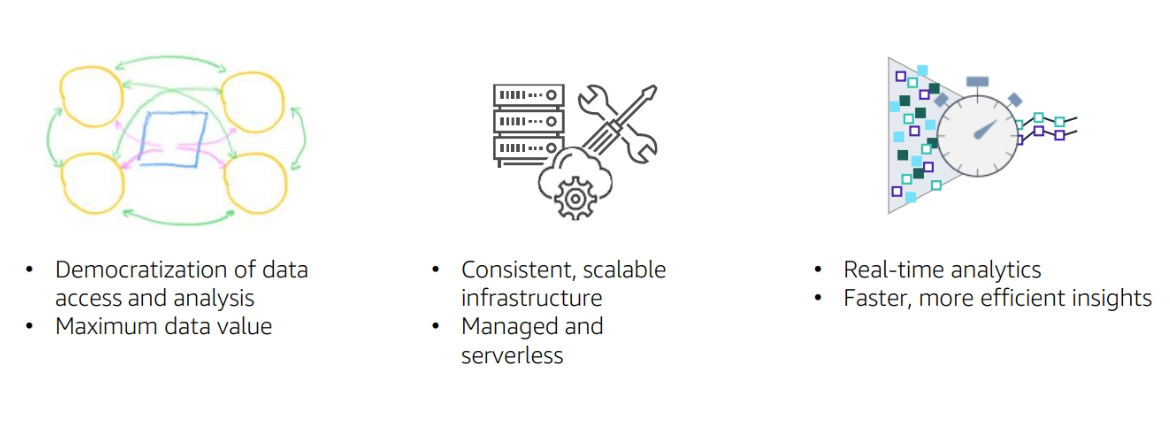 • Democratization of data
access and analysis
• Maximum data value
• Consistent, scalable
infrastructure
• Managed and
serverless
• Real-time analytics
• Faster, more efficient insights